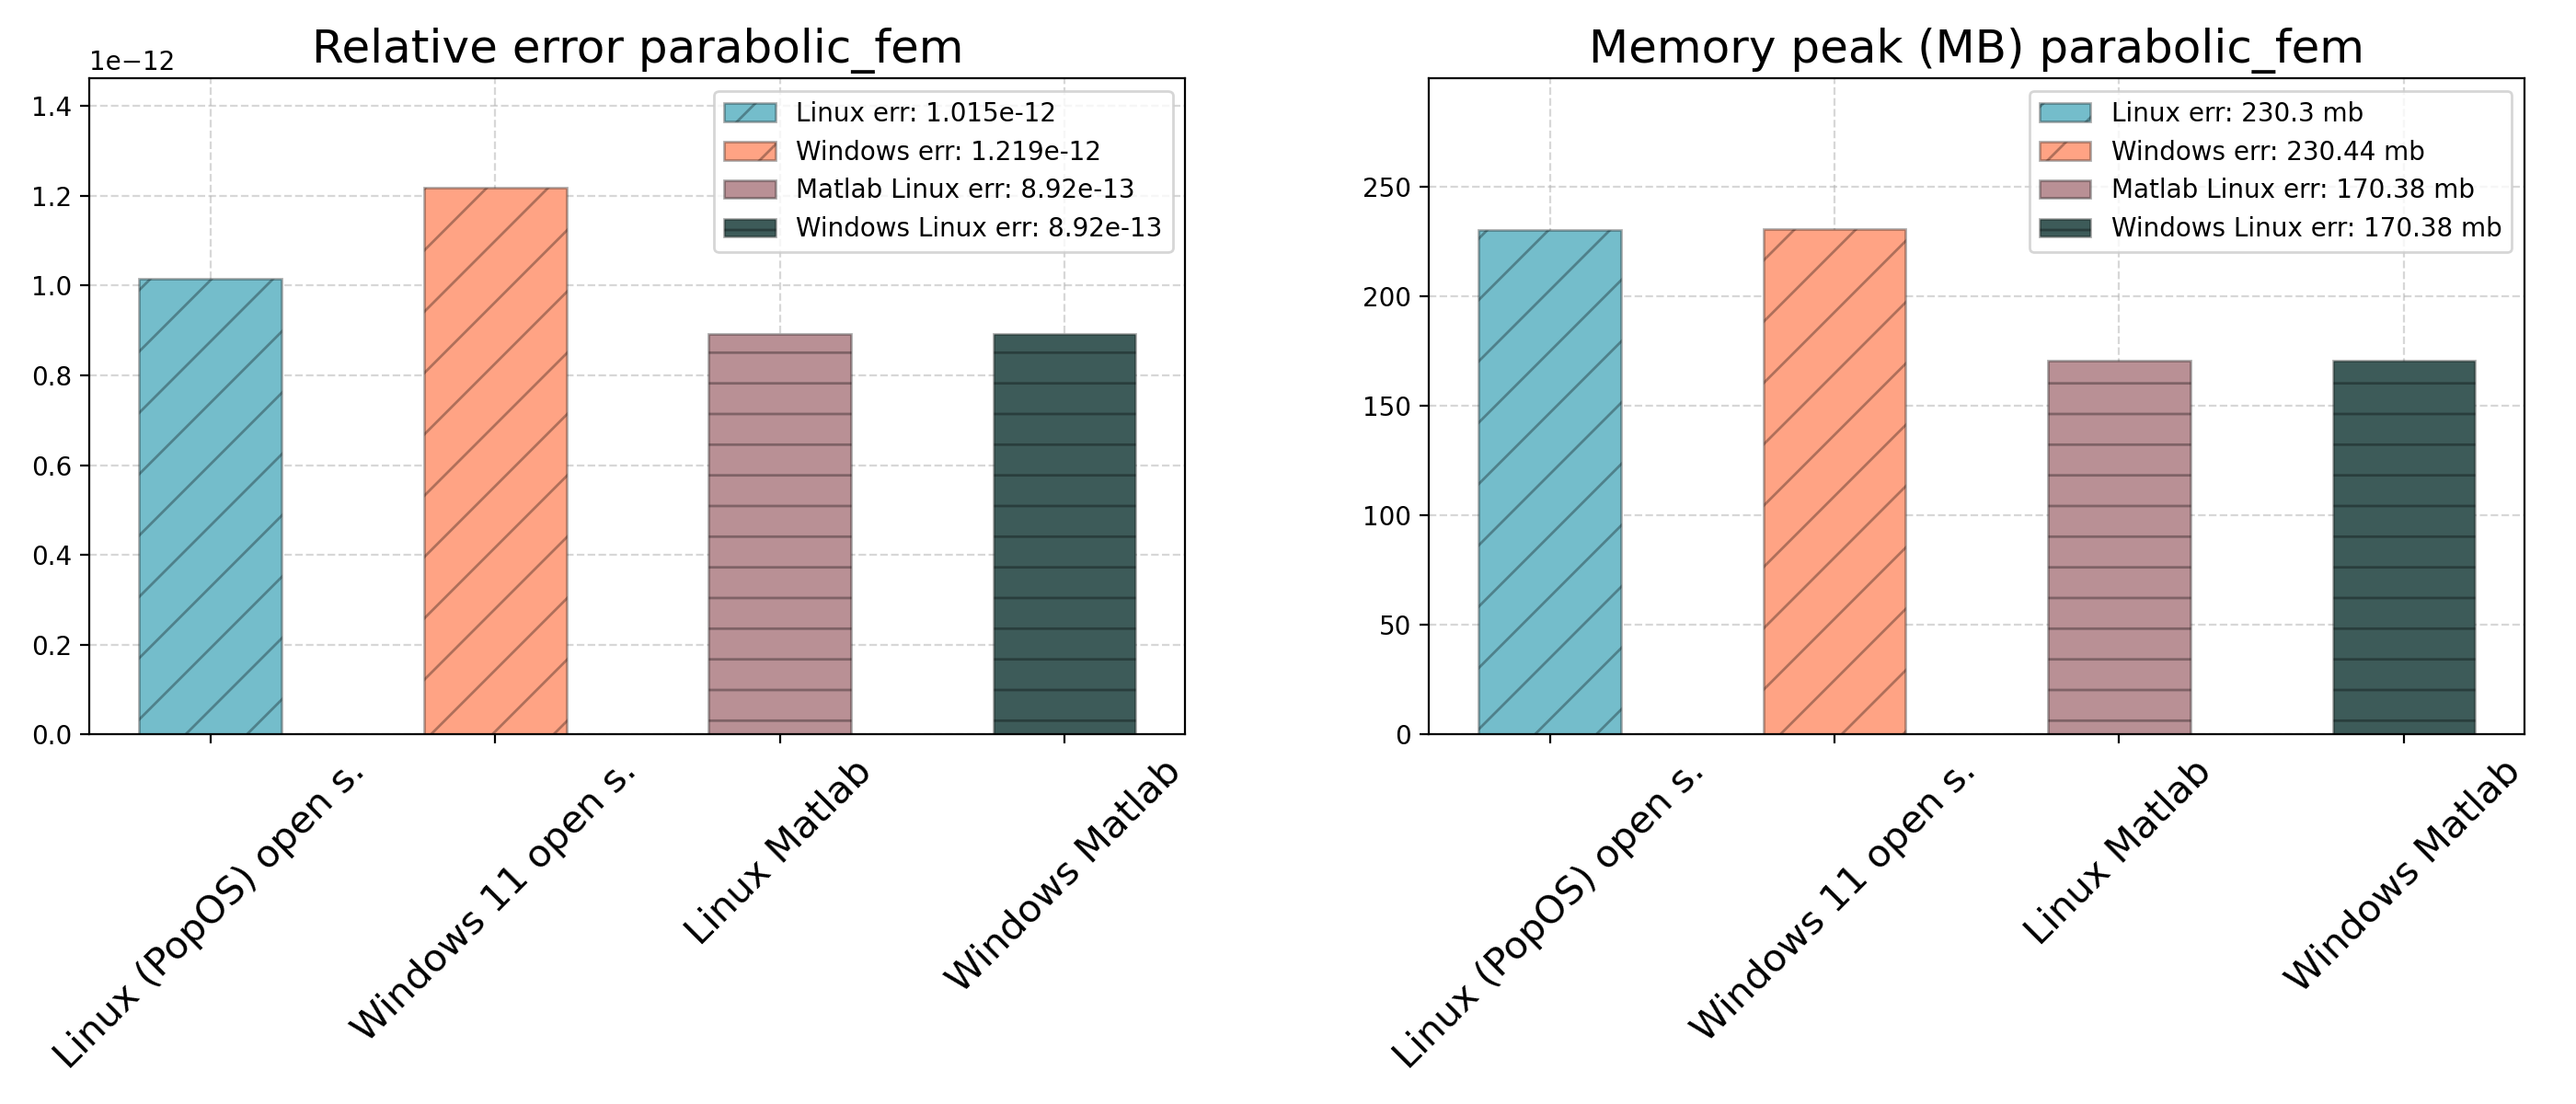 Relative error parabolic_fem
1e−12
1.4
1.2
1.0
0.8
0.6
0.4
0.2
0.0
Linux err: 1.015e-12
Windows err: 1.219e-12
Matlab Linux err: 8.92e-13
Windows Linux err: 8.92e-13
Linux (PopOS) open s.
Windows 11 open s.
Linux Matlab
Windows Matlab
Memory peak (MB) parabolic_fem
250
200
150
100
50
0
Linux err: 230.3 mb
Windows err: 230.44 mb
Matlab Linux err: 170.38 mb
Windows Linux err: 170.38 mb
Linux (PopOS) open s.
Windows 11 open s.
Linux Matlab
Windows Matlab